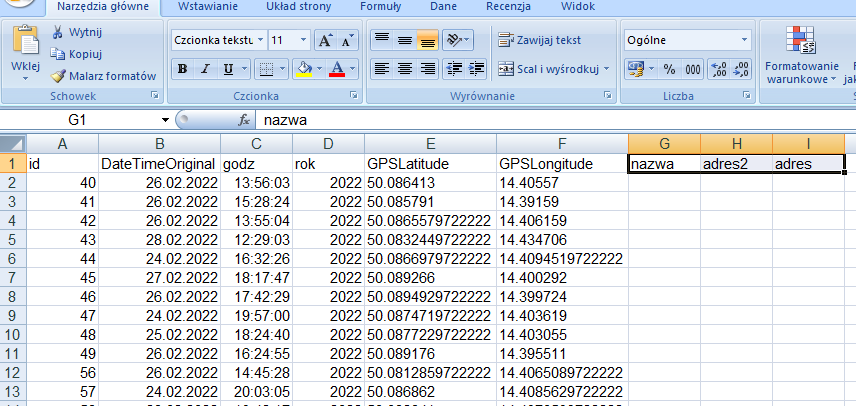 Narzędzia główne Wstawianie Układ strony Formuły Dane Recenzja Widok
Wklej
Wytnij
Kopiuj
Malarz formatów
Schowek
Czcionka tekstu 11 A A
B I U A
Czcionka
Zawijaj tekst
Scal i wyśrodkuj
Wyrównanie
Ogólne
% 000 ,00 ,00
Liczba
Formatowanie
warunkowe
G1 fx nazwa
A B C D E F G H I
1 id DateTimeOriginal godz rok GPSLatitude GPSLongitude nazwa adres2 adres
2 40 26.02.2022 13:56:03 2022 50.086413 14.40557
3 41 26.02.2022 15:28:24 2022 50.085791 14.39159
4 42 26.02.2022 13:55:04 2022 50.0865579722222 14.406159
5 43 28.02.2022 12:29:03 2022 50.0832449722222 14.434706
6 44 24.02.2022 16:32:26 2022 50.0866979722222 14.4094519722222
7 45 27.02.2022 18:17:47 2022 50.089266 14.400292
8 46 26.02.2022 17:42:29 2022 50.0894929722222 14.399724
9 47 24.02.2022 19:57:00 2022 50.0874719722222 14.403619
10 48 25.02.2022 18:24:40 2022 50.0877229722222 14.403055
11 49 26.02.2022 16:24:55 2022 50.089176 14.395511
12 56 26.02.2022 14:45:28 2022 50.0812859722222 14.4065089722222
13 57 24.02.2022 20:03:05 2022 50.086862 14.4085629722222